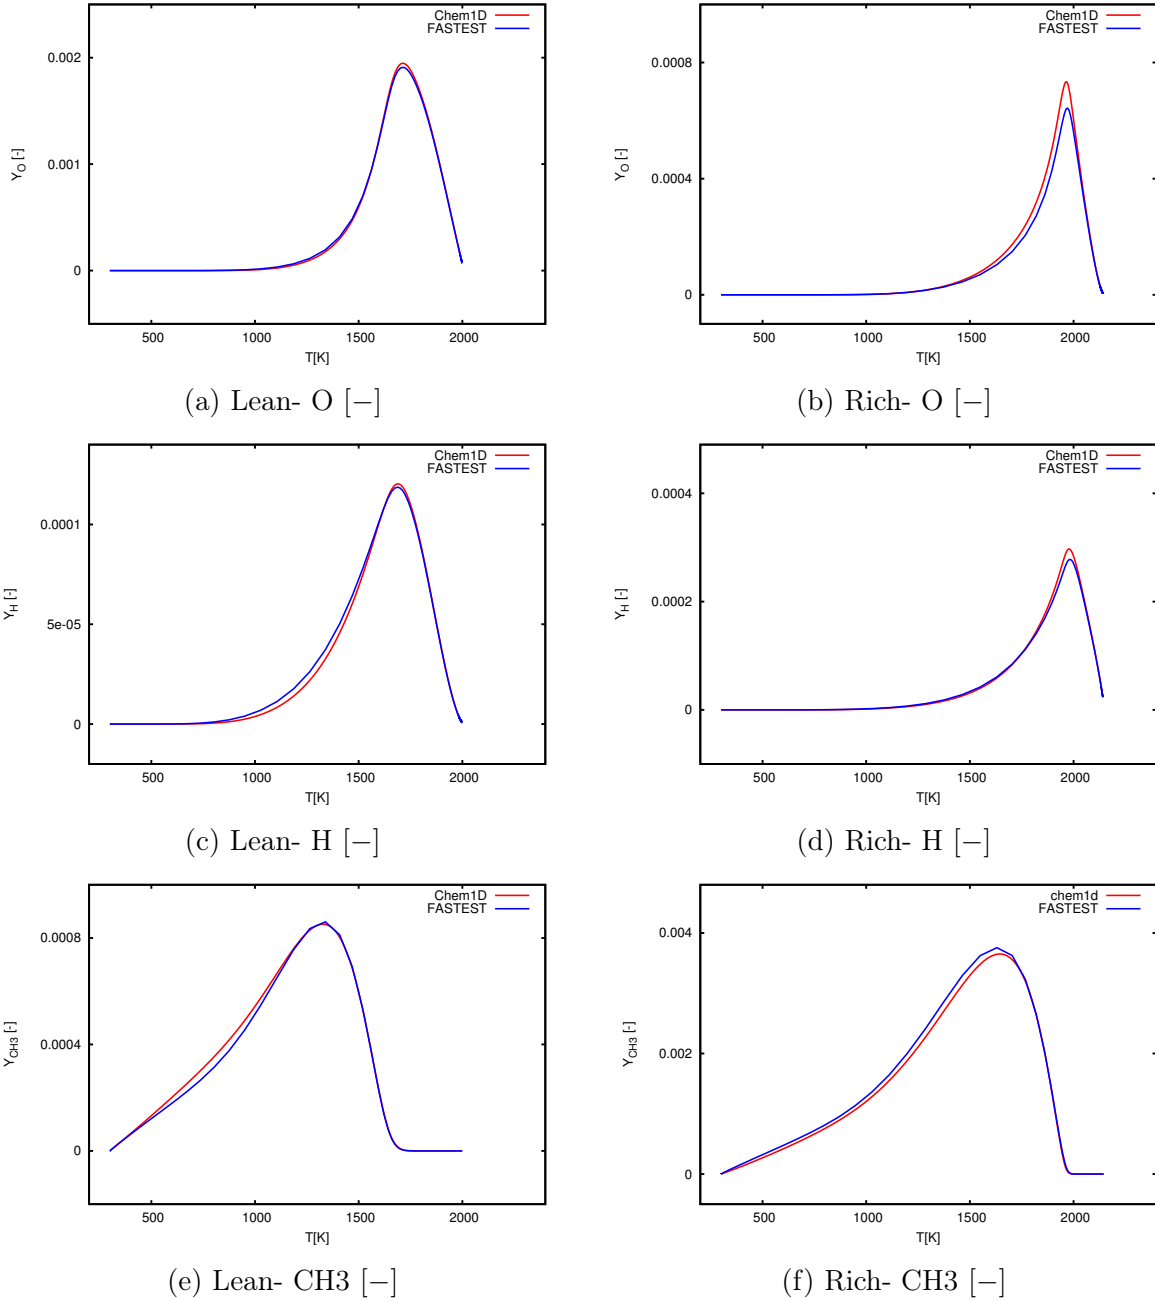 Chem1D
FASTEST
0.002
0.001
0
Y_O [-]
500 1000 1500 2000
T[K]
(a) Lean- O [−]
Chem1D
FASTEST
0.0008
0.0004
0
Y_O [-]
500 1000 1500 2000
T[K]
(b) Rich- O [−]
Chem1D
FASTEST
0.0001
5e-05
0
Y_H [-]
500 1000 1500 2000
T[K]
(c) Lean- H [−]
Chem1D
FASTEST
0.0004
0.0002
0
Y_H [-]
500 1000 1500 2000
T[K]
(d) Rich- H [−]
Chem1D
FASTEST
0.0008
0.0004
0
Y_CH3 [-]
500 1000 1500 2000
T[K]
(e) Lean- CH3 [−]
chem1d
FASTEST
0.004
0.002
0
Y_CH3 [-]
500 1000 1500 2000
T[K]
(f) Rich- CH3 [−]